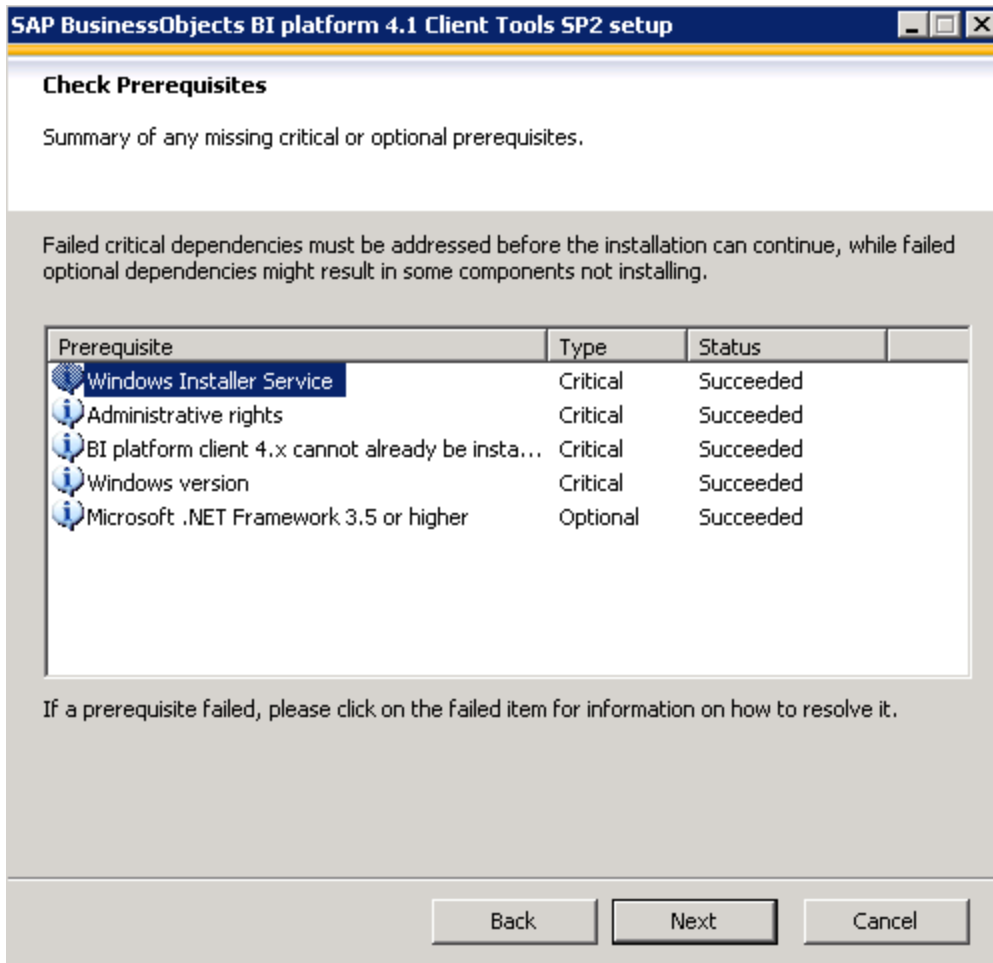 SAP BusinessObjects BI platform 4.1 Client Tools SP2 setup
Check Prerequisites
Summary of any missing critical or optional prerequisites.
Failed critical dependencies must be addressed before the installation can continue, while failed
optional dependencies might result in some components not installing.
Prerequisite Type Status
Windows Installer Service Critical Succeeded
Administrative rights Critical Succeeded
BI platform client 4.x cannot already be insta... Critical Succeeded
Windows version Critical Succeeded
Microsoft .NET Framework 3.5 or higher Optional Succeeded
If a prerequisite failed, please click on the failed item for information on how to resolve it.
Back Next Cancel